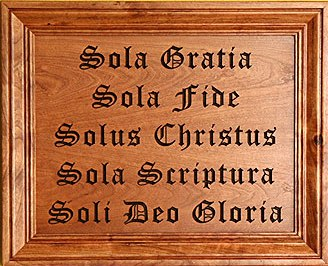 Sola Gratia
Sola Fide
Solus Christus
Sola Scriptura
Soli Deo Gloria